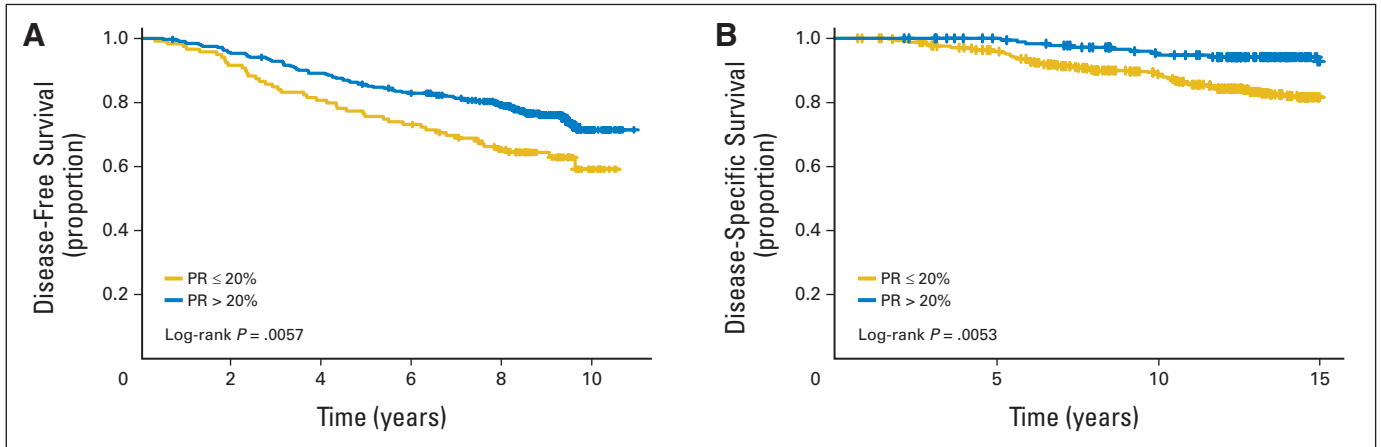 A
Disease-Free Survival
(proportion)
1.0
0.8
0.6
0.4
0.2
0
2
4
6
8
10
PR ≤ 20%
PR > 20%
Log-rank P = .0057
Time (years)
B
Disease-Specific Survival
(proportion)
1.0
0.8
0.6
0.4
0.2
0
5
10
15
PR ≤ 20%
PR > 20%
Log-rank P = .0053
Time (years)